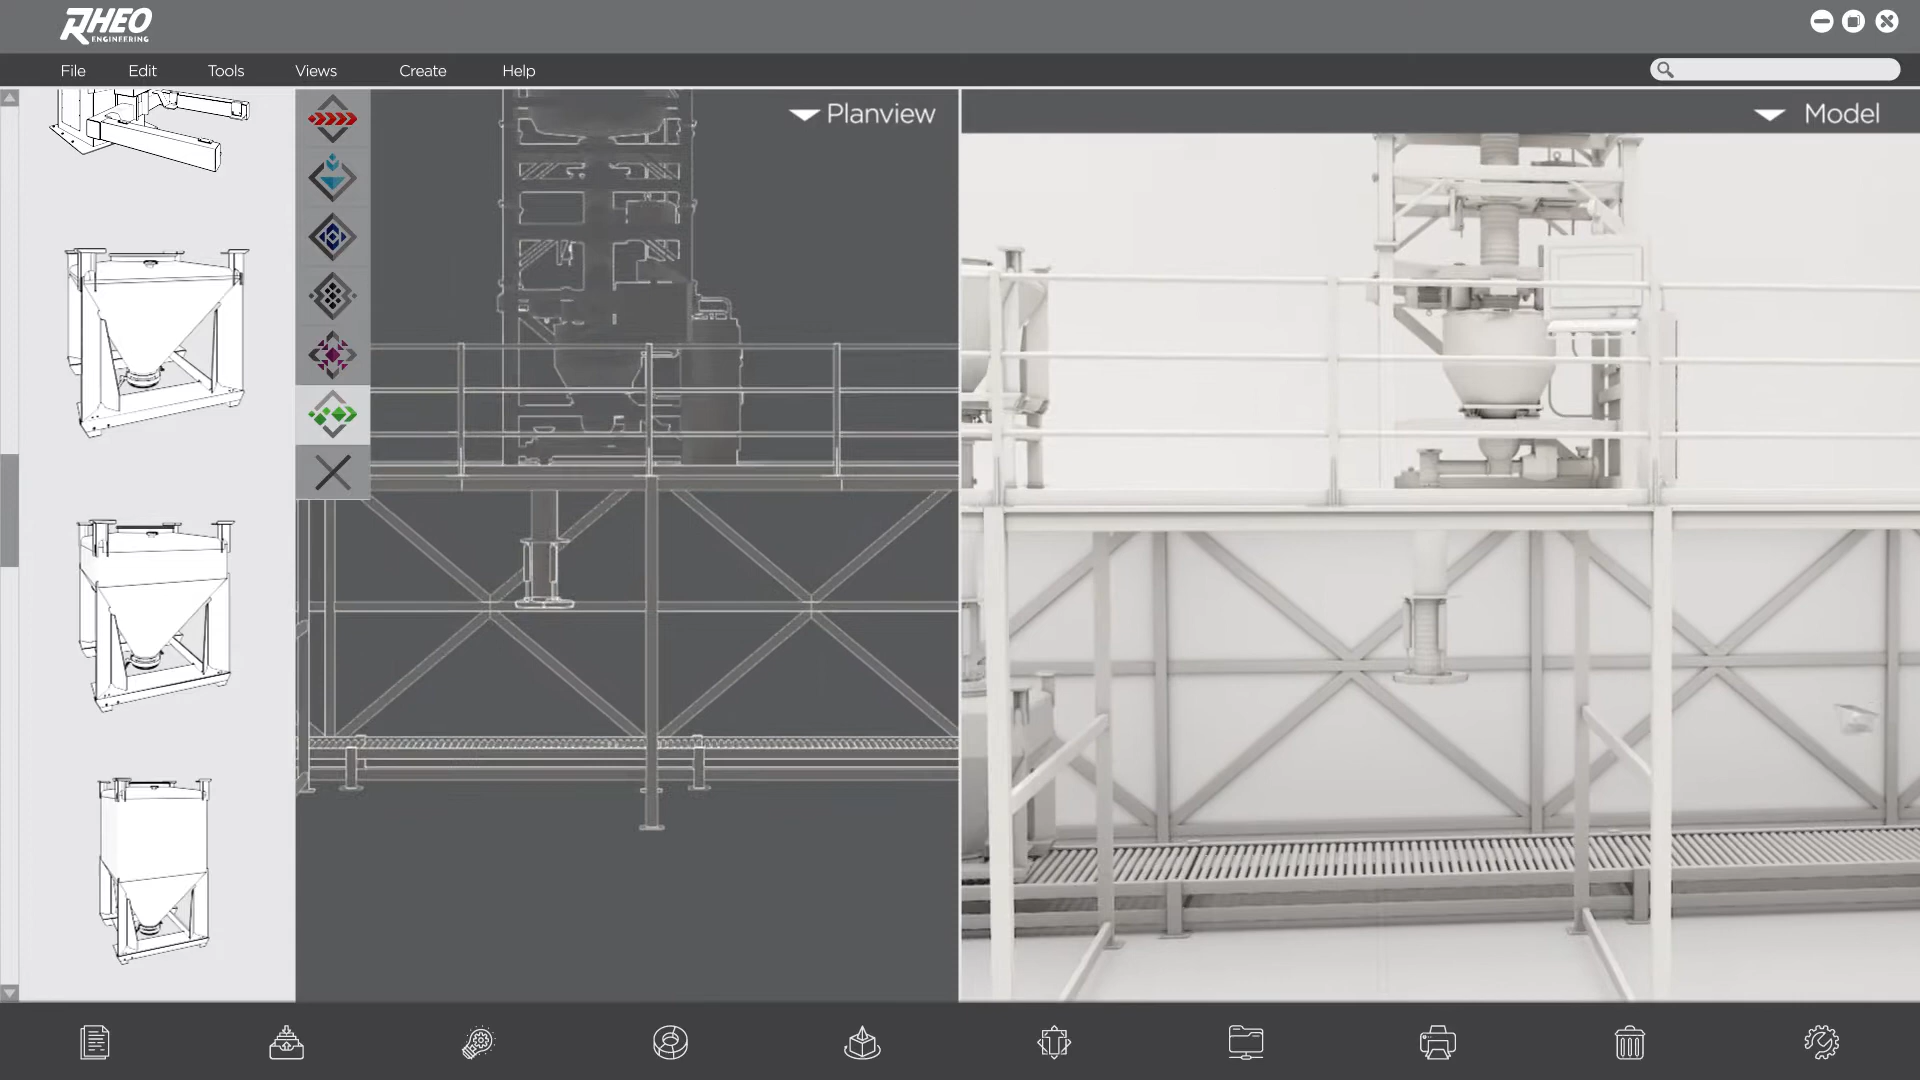 RHEO
ENGINEERING
File Edit Tools Views Create Help
Planview
Model